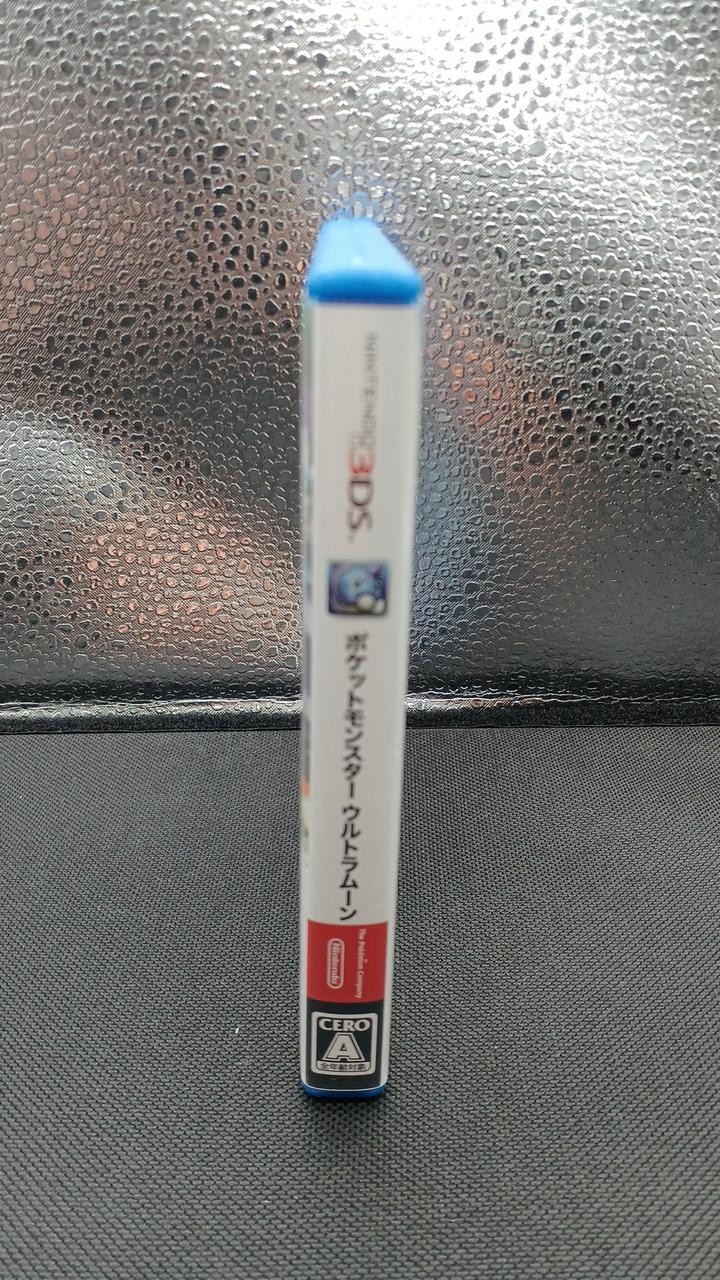 NINTENDO
3DS
ポケットモンスター ウルトラムーン
The Pokémon Company
Nintendo
CERO
A
全年齢対象